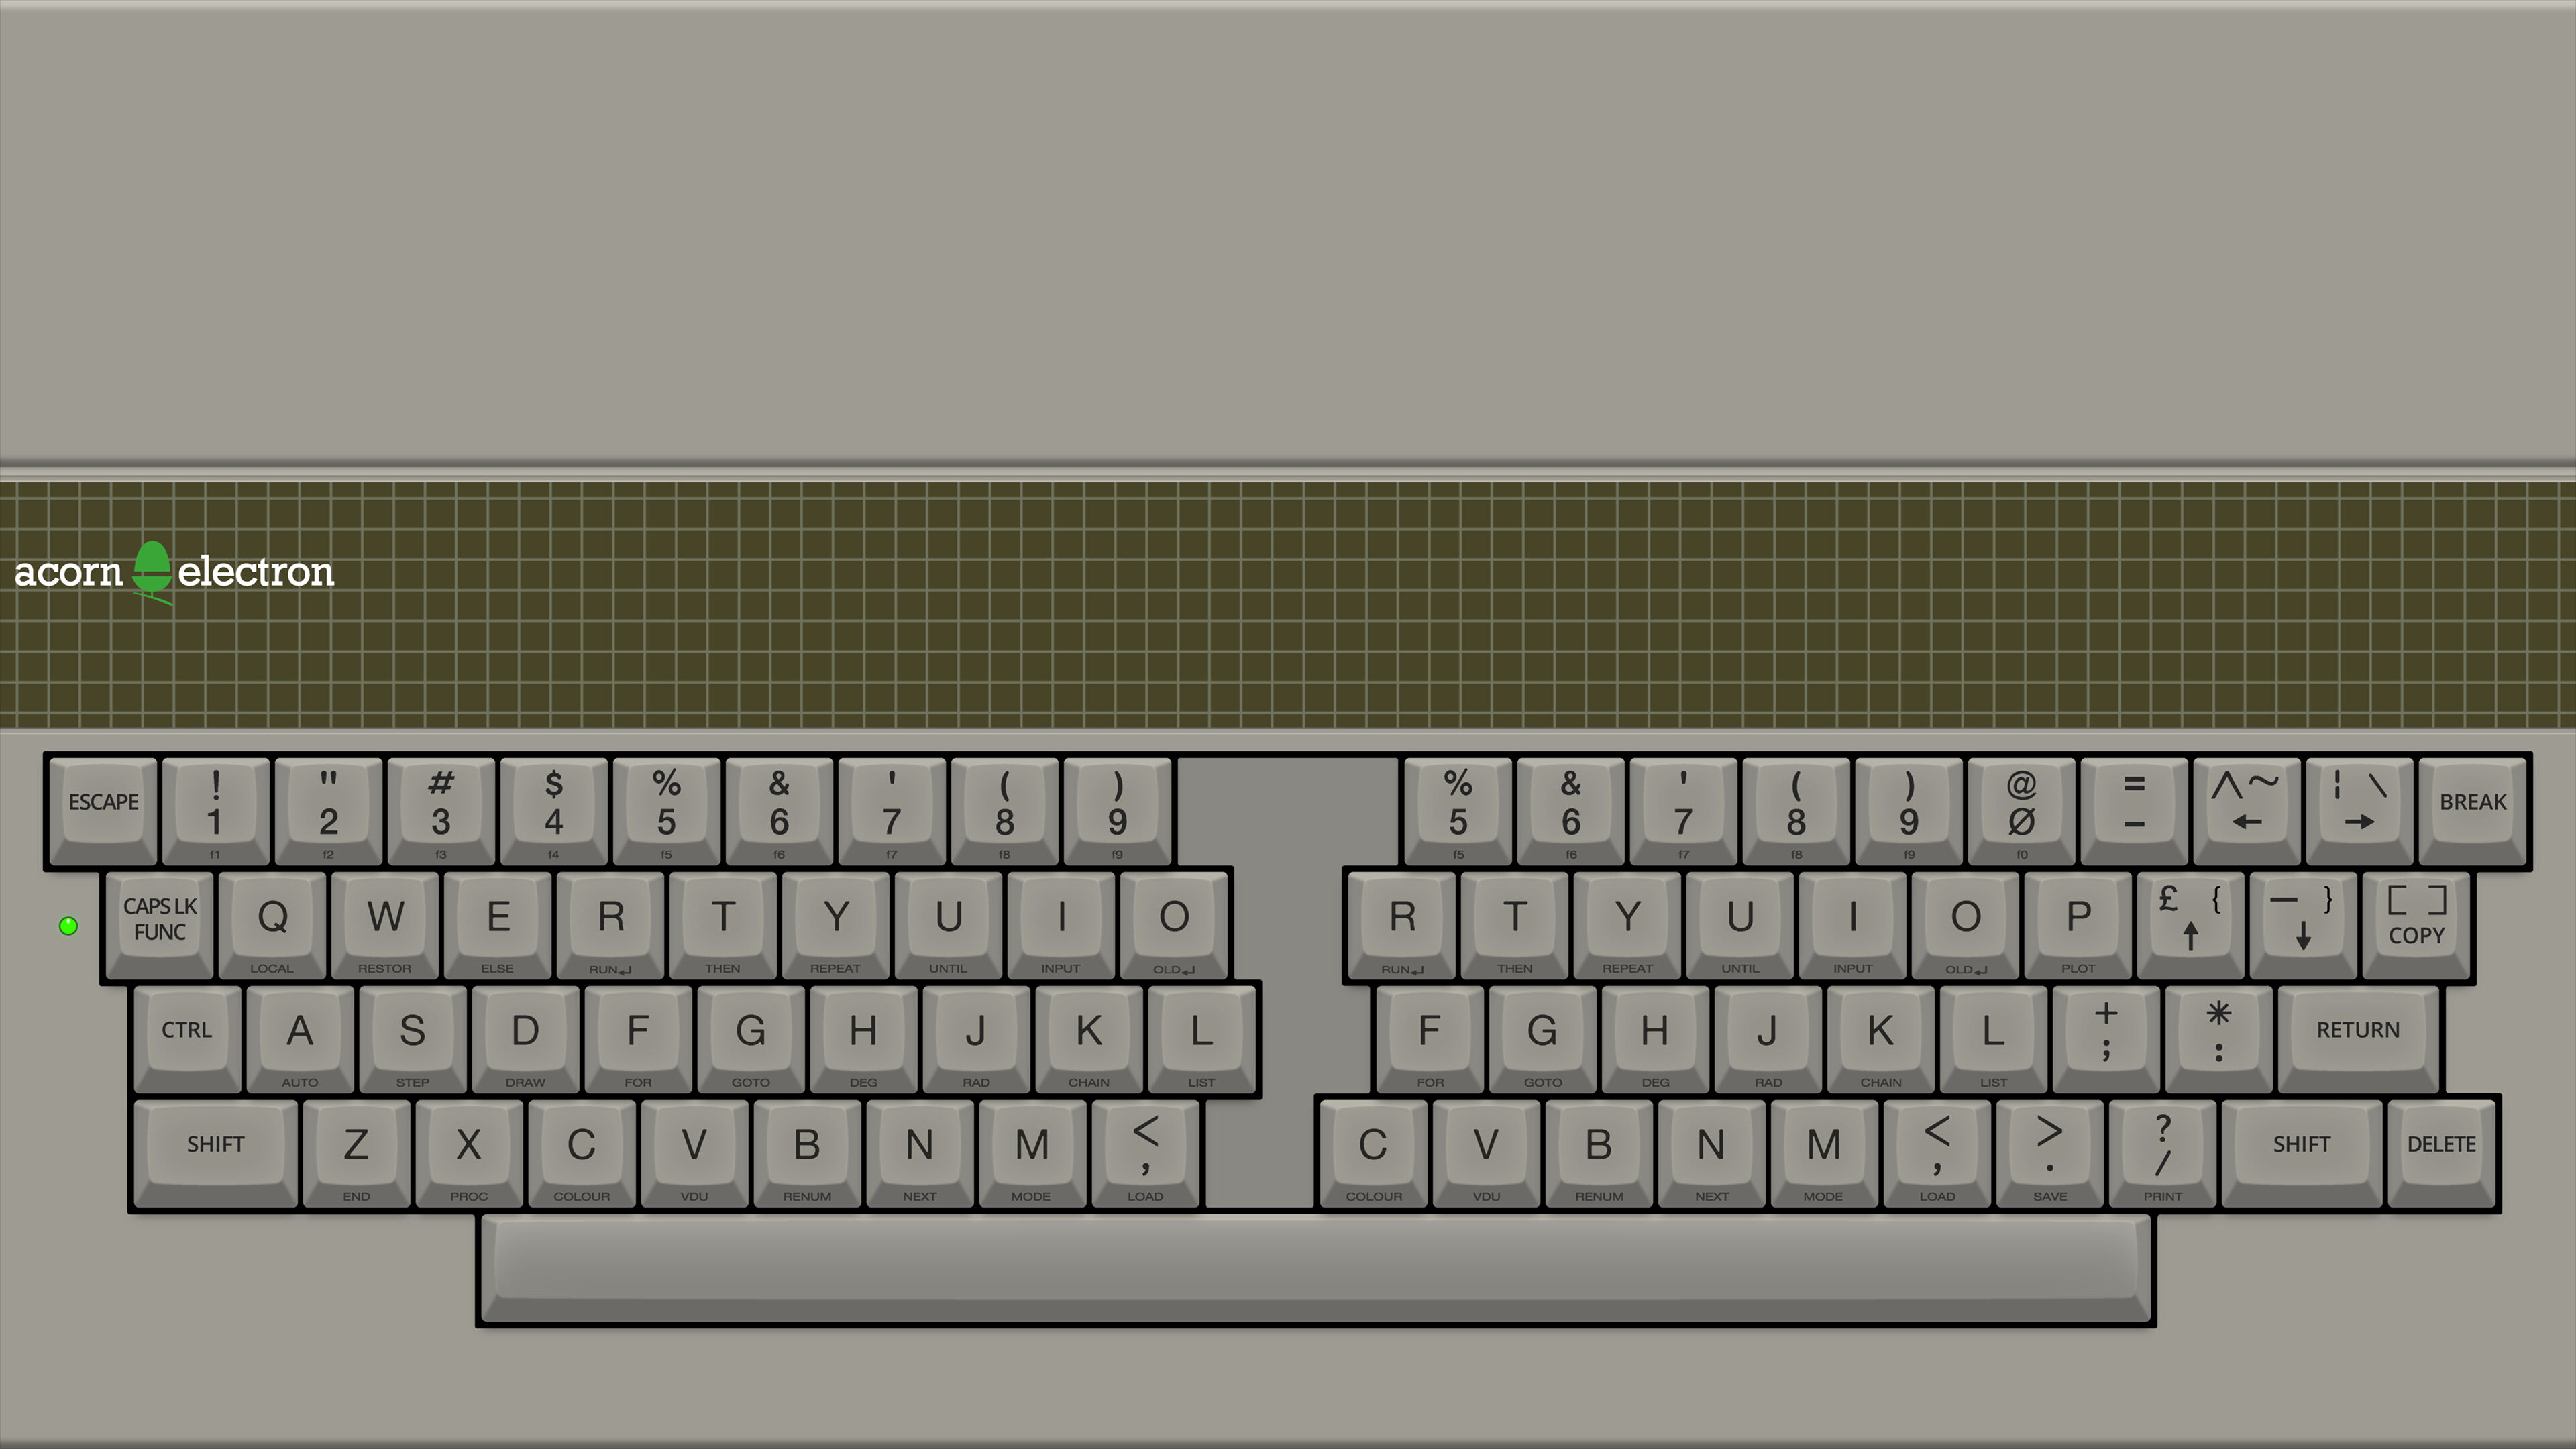 acorn electron
ESCAPE ! 1 f1 " 2 f2 # 3 f3 $ 4 f4 % 5 f5 & 6 f6 ' 7 f7 ( 8 f8 ) 9 f9 % 5 f5 & 6 f6 ' 7 f7 ( 8 f8 ) 9 f9 @ Ø f0 = - ^ ~ ← ¦ \ → BREAK
CAPS LK FUNC Q LOCAL W RESTOR E ELSE R RUN↵ T THEN Y REPEAT U UNTIL I INPUT O OLD↵ R RUN↵ T THEN Y REPEAT U UNTIL I INPUT O OLD↵ P PLOT £ { ↑ — } ↓ [ ] COPY
CTRL A AUTO S STEP D DRAW F FOR G GOTO H DEG J RAD K CHAIN L LIST F FOR G GOTO H DEG J RAD K CHAIN L LIST + ; * : RETURN
SHIFT Z END X PROC C COLOUR V VDU B RENUM N NEXT M MODE < , LOAD C COLOUR V VDU B RENUM N NEXT M MODE < , LOAD > . SAVE ? / PRINT SHIFT DELETE